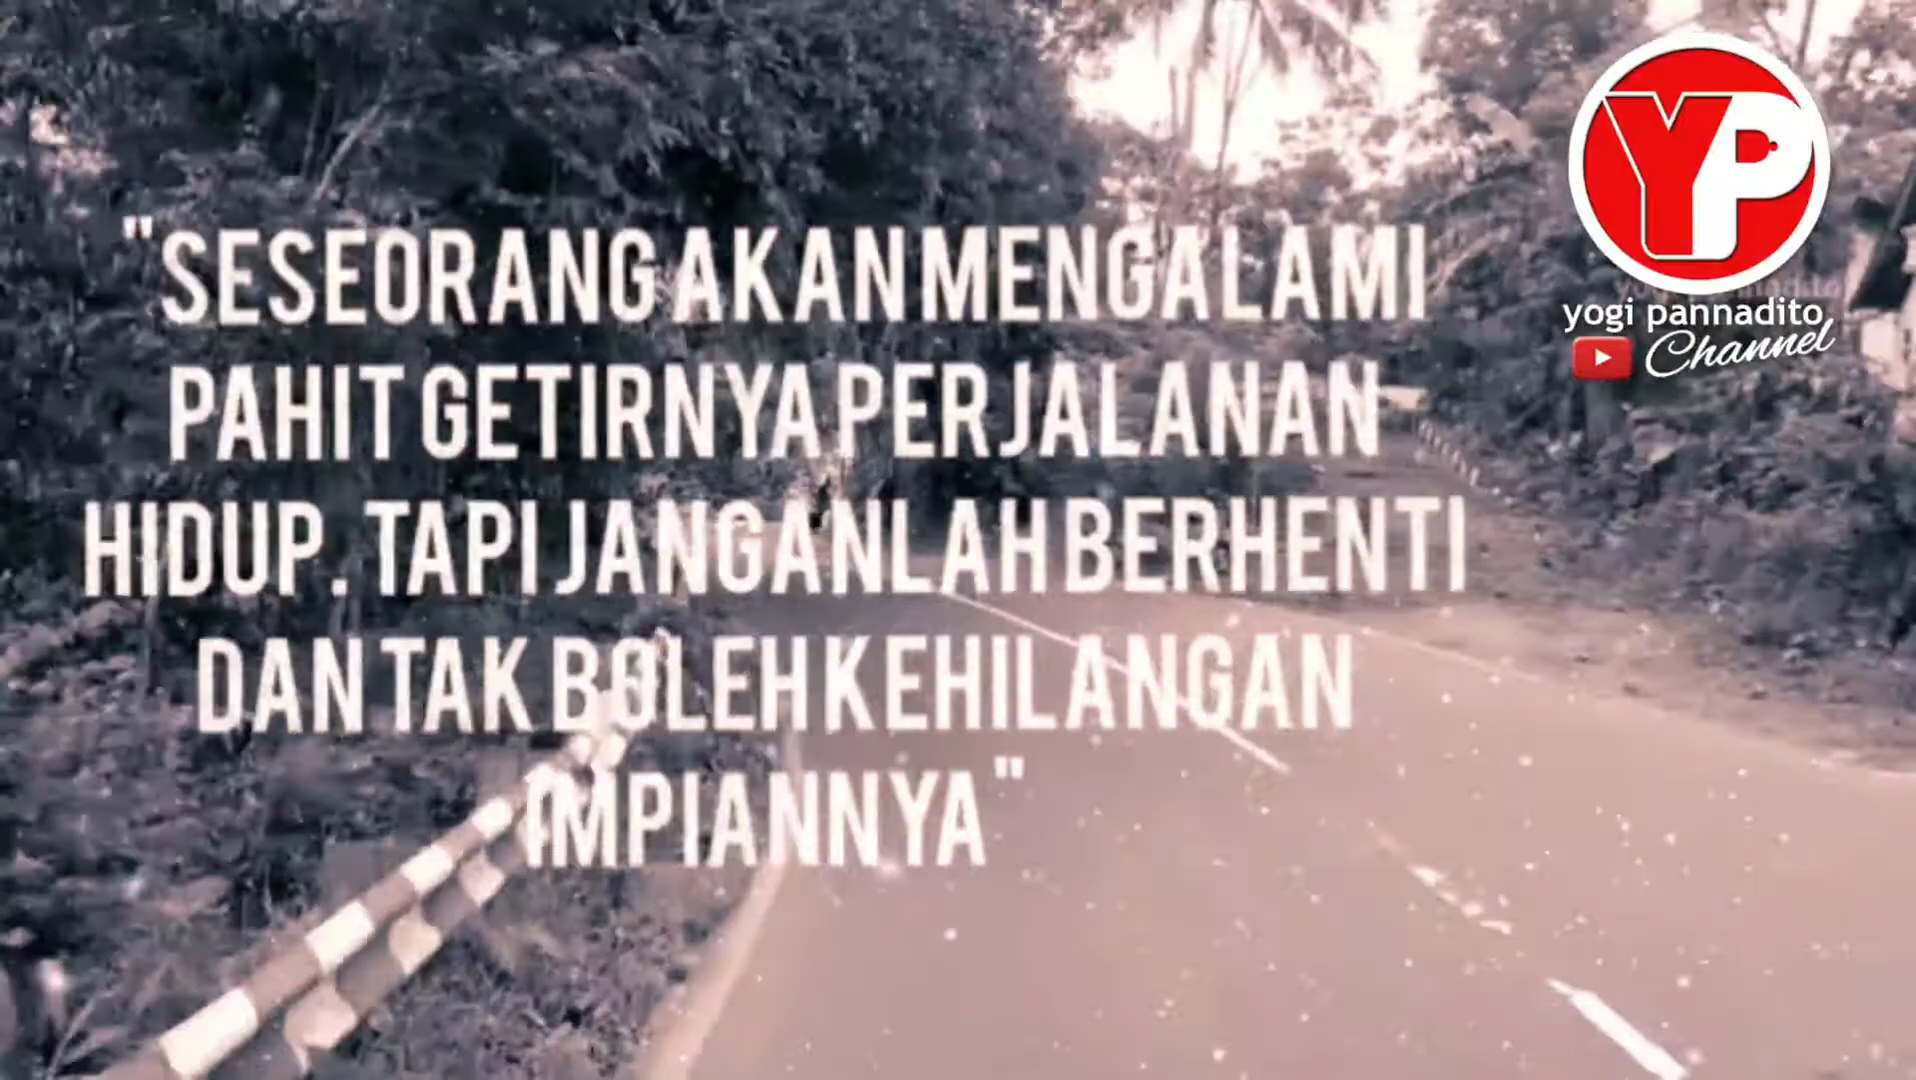 "SESEORANG AKAN MENGALAMI
PAHIT GETIRNYA PERJALANAN
HIDUP. TAPI JANGANLAH BERHENTI
DAN TAK BOLEH KEHILANGAN
IMPIANNYA"
YP
yogi pannadito
Channel